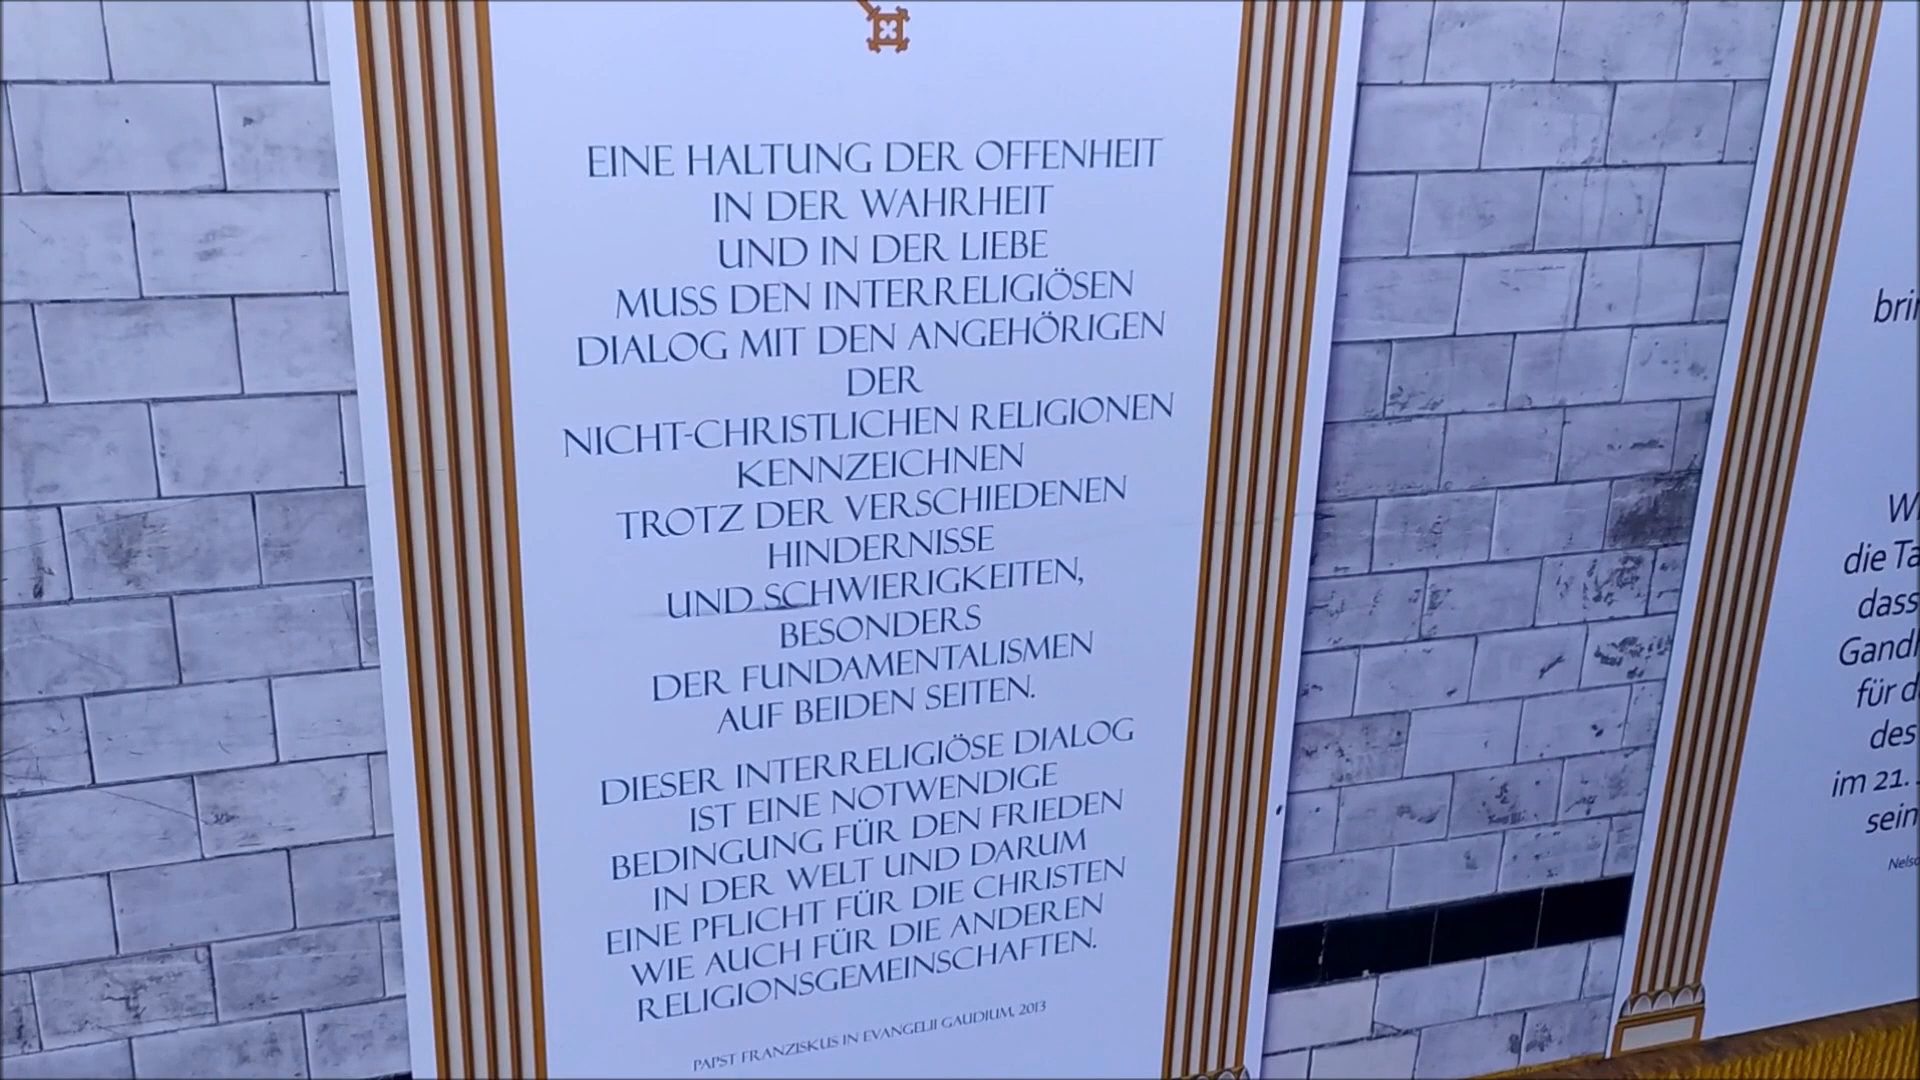 EINE HALTUNG DER OFFENHEIT
IN DER WAHRHEIT
UND IN DER LIEBE
MUSS DEN INTERRELIGIÖSEN
DIALOG MIT DEN ANGEHÖRIGEN
DER
NICHT-CHRISTLICHEN RELIGIONEN
KENNZEICHNEN
TROTZ DER VERSCHIEDENEN
HINDERNISSE
UND SCHWIERIGKEITEN,
BESONDERS
DER FUNDAMENTALISMEN
AUF BEIDEN SEITEN.
DIESER INTERRELIGIÖSE DIALOG
IST EINE NOTWENDIGE
BEDINGUNG FÜR DEN FRIEDEN
IN DER WELT UND DARUM
EINE PFLICHT FÜR DIE CHRISTEN
WIE AUCH FÜR DIE ANDEREN
RELIGIONSGEMEINSCHAFTEN.
PAPST FRANZISKUS IN EVANGELII GAUDIUM, 2013
die
dass
für
des
im 21.